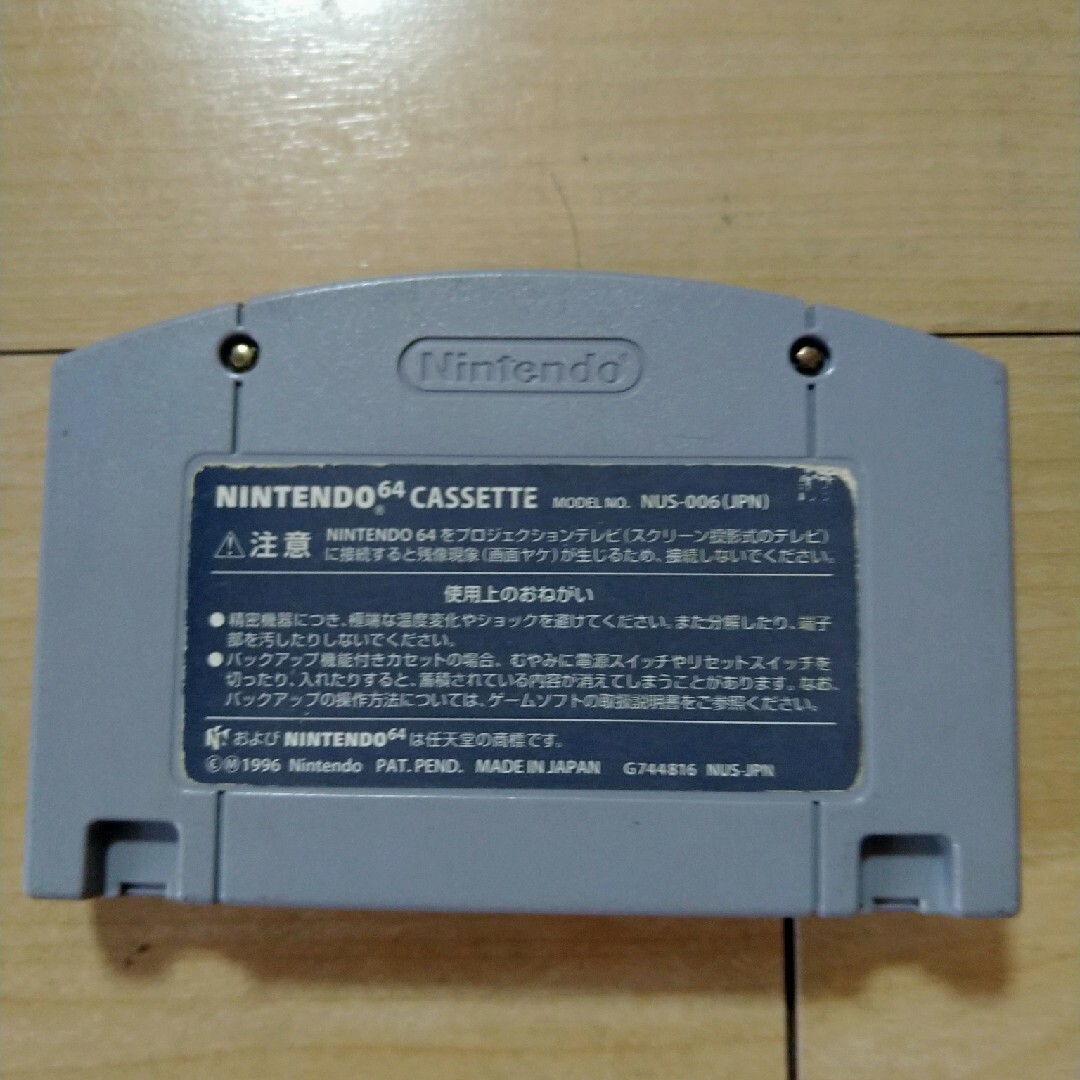 Nintendo
NINTENDO64 CASSETTE MODEL NO. NUS-006(JPN)
⚠注意 NINTENDO 64 をプロジェクションテレビ(スクリーン投影式のテレビ)
に接続すると残像現象(画面ヤケ)が生じるため、接続しないでください。
使用上のおねがい
●精密機器につき、極端な温度変化やショックを避けてください。また分解したり、端子
部を汚したりしないでください。
●バックアップ機能付きカセットの場合、むやみに電源スイッチやリセットスイッチを
切ったり、入れたりすると、蓄積されている内容が消えてしまうことがあります。なお、
バックアップの操作方法については、ゲームソフトの取扱説明書をご参照ください。
および NINTENDO64 は任天堂の商標です。
ⒸⓂ1996 Nintendo PAT. PEND. MADE IN JAPAN G744816 NUS-JPN